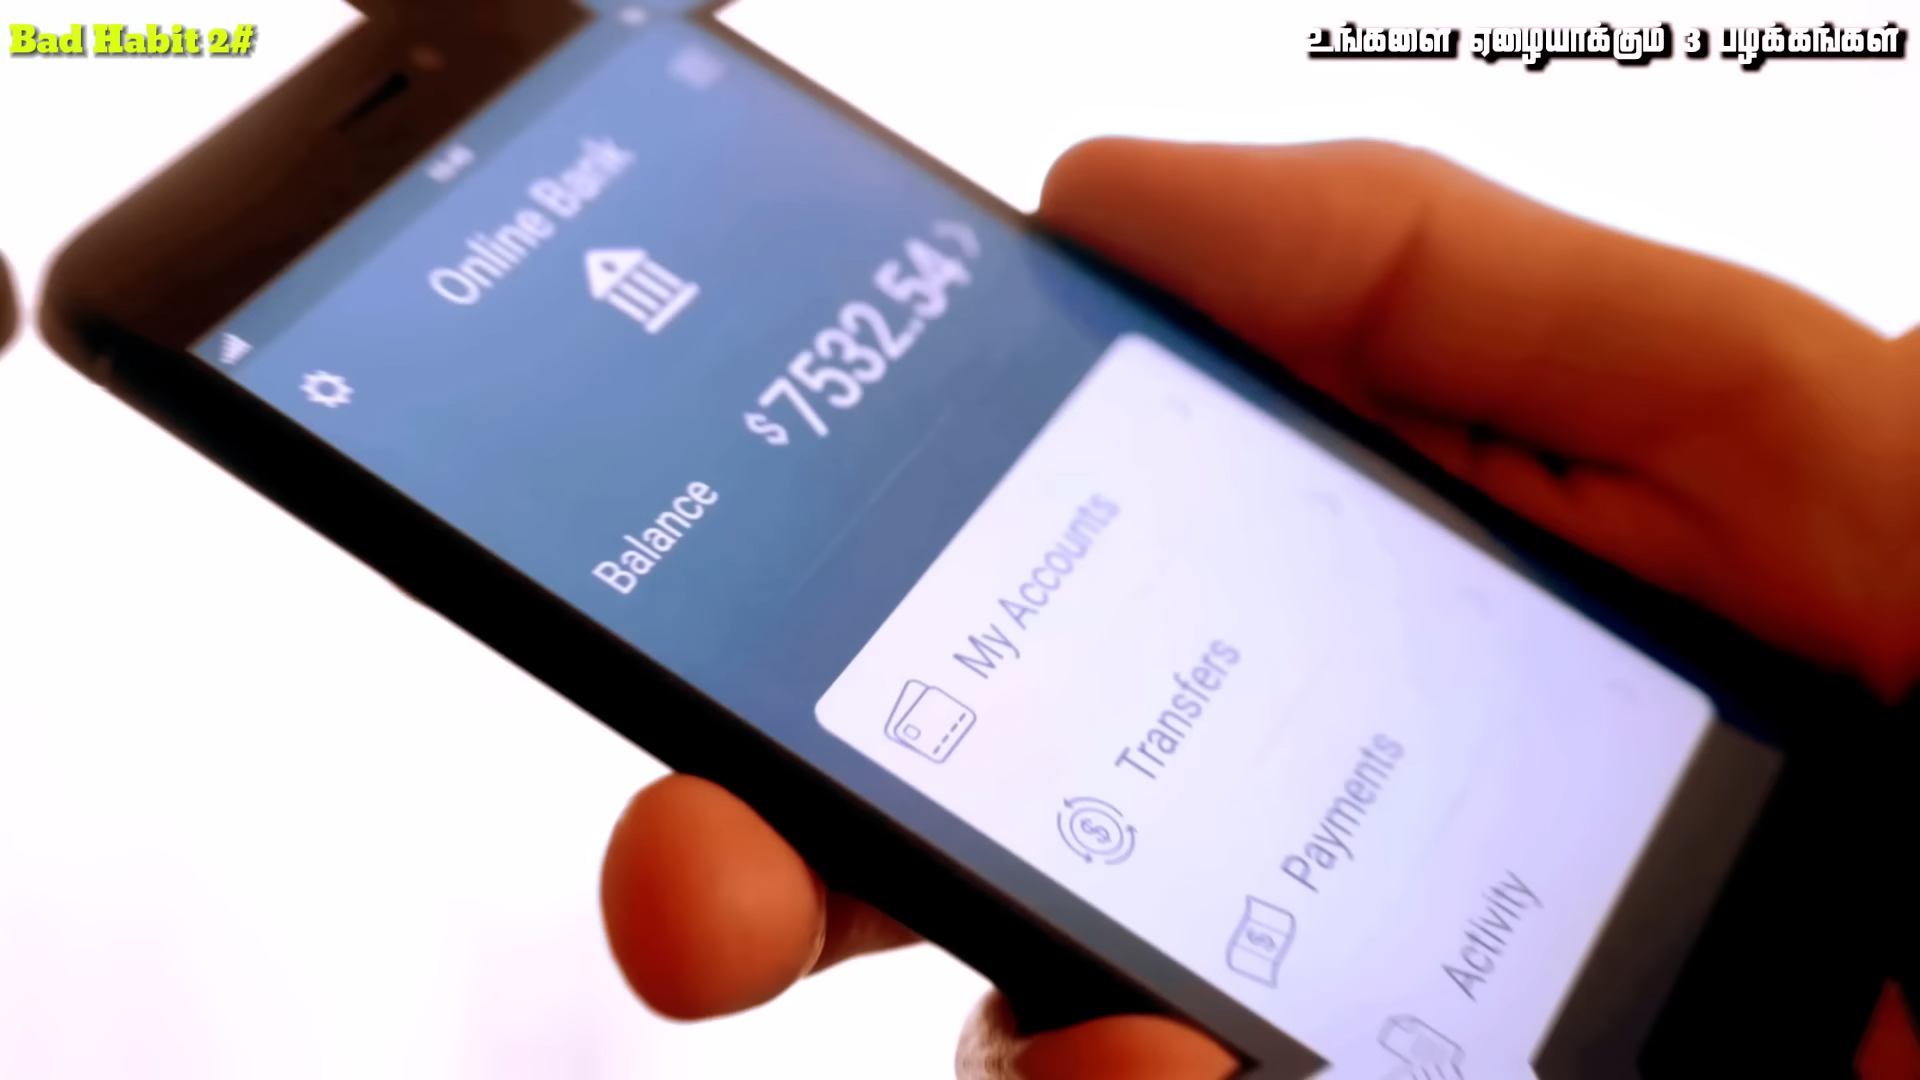 Bad Habit 2#
உங்களை ஏழையாக்கும் 3 பழக்கங்கள்
Online Bank
$7532.54
Balance
My Accounts
Transfers
Payments
Activity